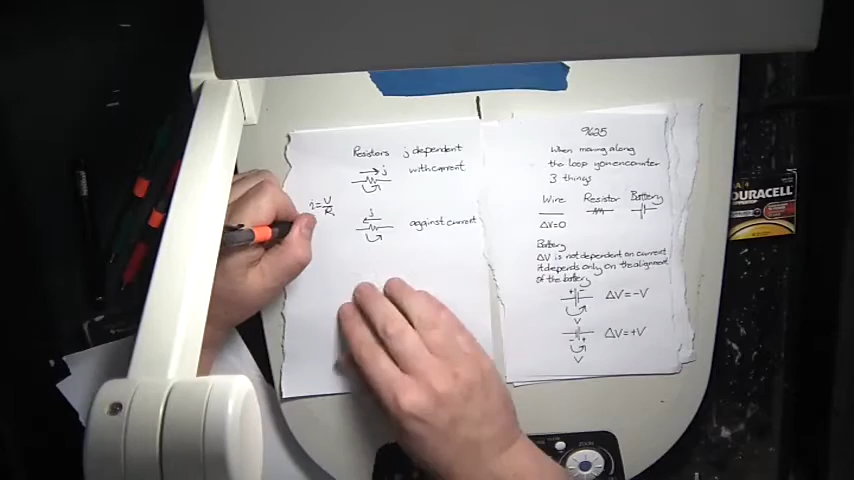 Resistors j dependent
j
with current
i = V/R
j
against current
%25
When moving along
the loop you encounter
3 things
Wire Resistor Battery
ΔV=0
Battery
ΔV is not dependent on current
it depends only on the alignment
of the battery
+ -
ΔV = -V
V
- +
ΔV = +V
V
DURACELL
ZOOM